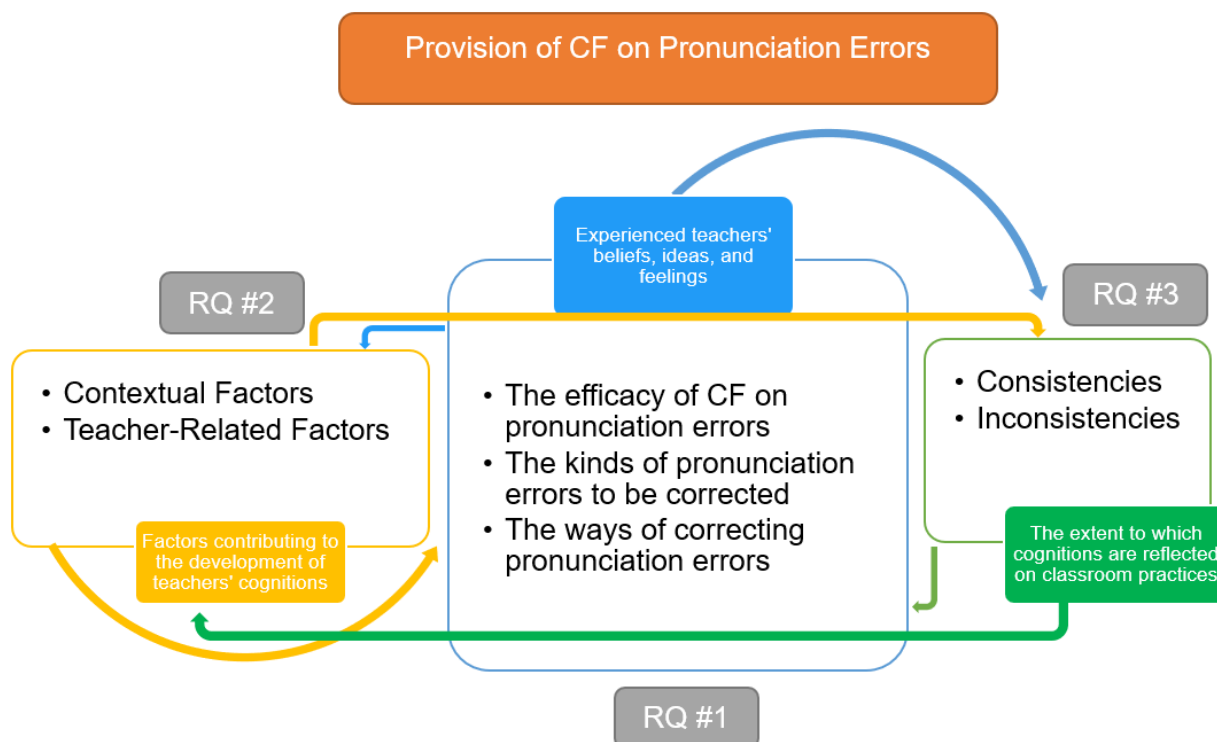 Provision of CF on Pronunciation Errors
Experienced teachers'
beliefs, ideas, and
feelings
RQ #2
RQ #3
• Contextual Factors
• Teacher-Related Factors
• The efficacy of CF on
pronunciation errors
• The kinds of pronunciation
errors to be corrected
• The ways of correcting
pronunciation errors
• Consistencies
• Inconsistencies
Factors contributing to
the development of
teachers' cognitions
The extent to which
cognitions are reflected
on classroom practices
RQ #1